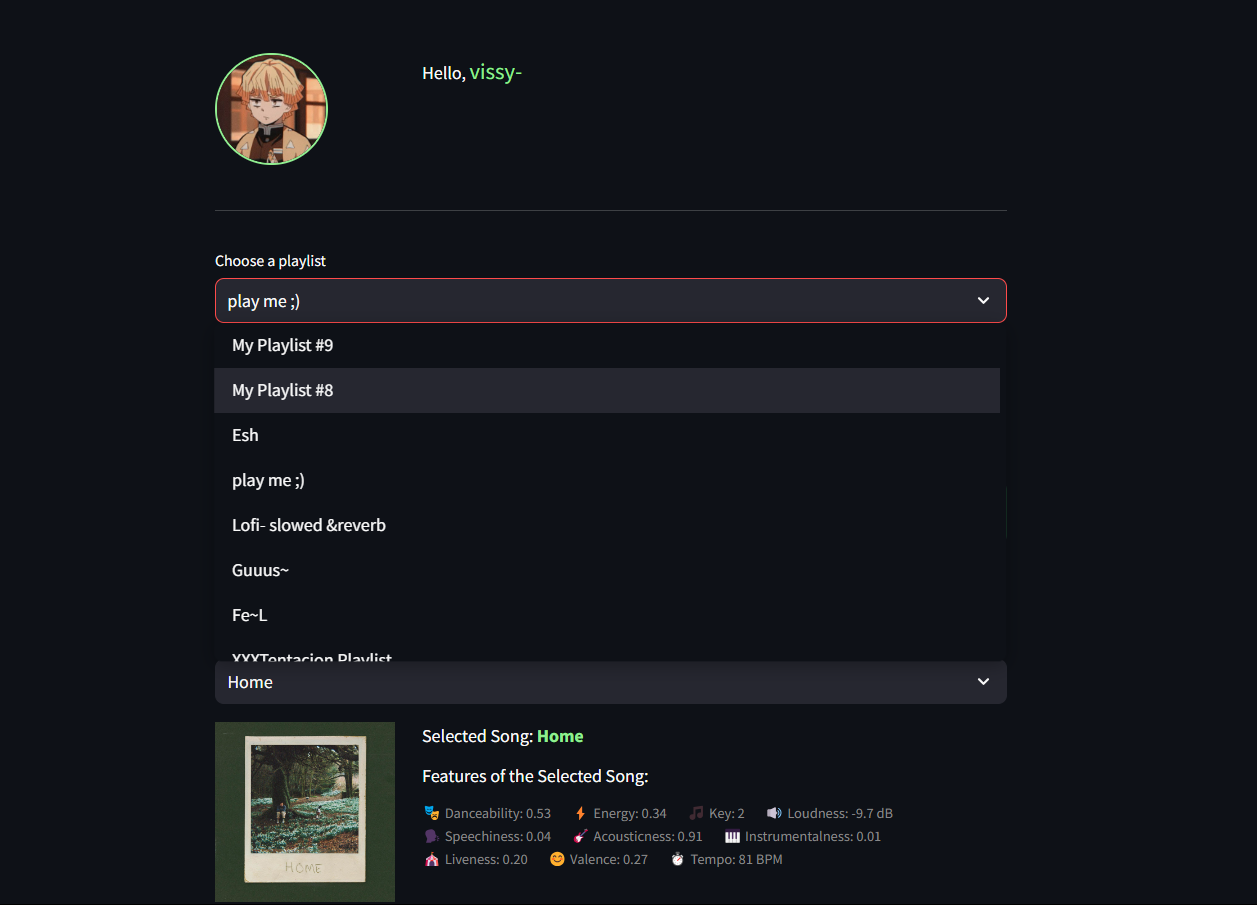 Hello, vissy-
Choose a playlist
play me ;)
My Playlist #9
My Playlist #8
Esh
play me ;)
Lofi- slowed &reverb
Guuus~
Fe~L
XXXTentacion Playlist
Home
Selected Song: Home
Features of the Selected Song:
Danceability: 0.53 Energy: 0.34 Key: 2 Loudness: -9.7 dB
Speechiness: 0.04 Acousticness: 0.91 Instrumentalness: 0.01
Liveness: 0.20 Valence: 0.27 Tempo: 81 BPM
HOME